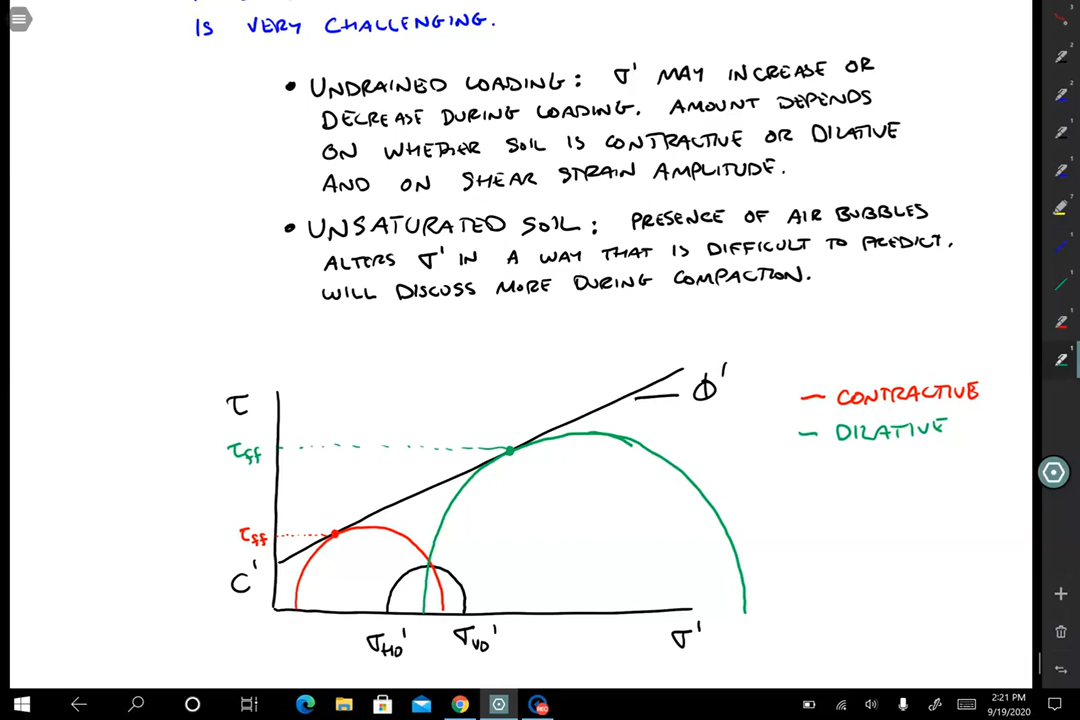 IS VERY CHALLENGING.
• UNDRAINED LOADING: σ' MAY INCREASE OR
DECREASE DURING LOADING. AMOUNT DEPENDS
ON WHETHER SOIL IS CONTRACTIVE OR DILATIVE
AND ON SHEAR STRAIN AMPLITUDE.
• UNSATURATED SOIL: PRESENCE OF AIR BUBBLES
ALTERS σ' IN A WAY THAT IS DIFFICULT TO PREDICT.
WILL DISCUSS MORE DURING COMPACTION.
τ
ϕ'
— CONTRACTIVE
— DILATIVE
τff
τff
c'
σHO'
σVO'
σ'
2:21 PM
9/19/2020